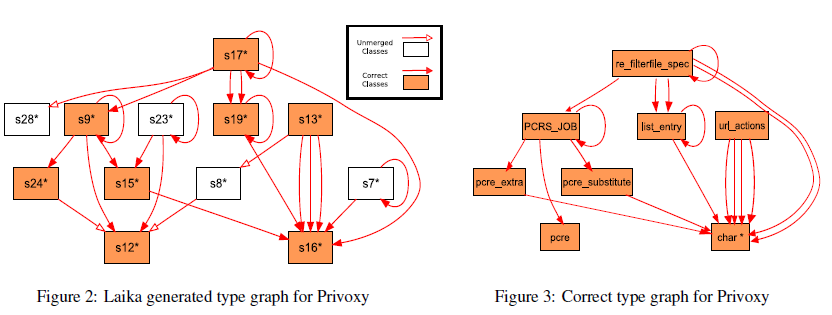 s17*
Unmerged
Classes
Correct
Classes
re_filterfile_spec
s28*
s9*
s23*
s19*
s13*
PCRS_JOB
list_entry
url_actions
s24*
s15*
s8*
s7*
pcre_extra
pcre_substitute
s12*
s16*
pcre
char *
Figure 2: Laika generated type graph for Privoxy
Figure 3: Correct type graph for Privoxy